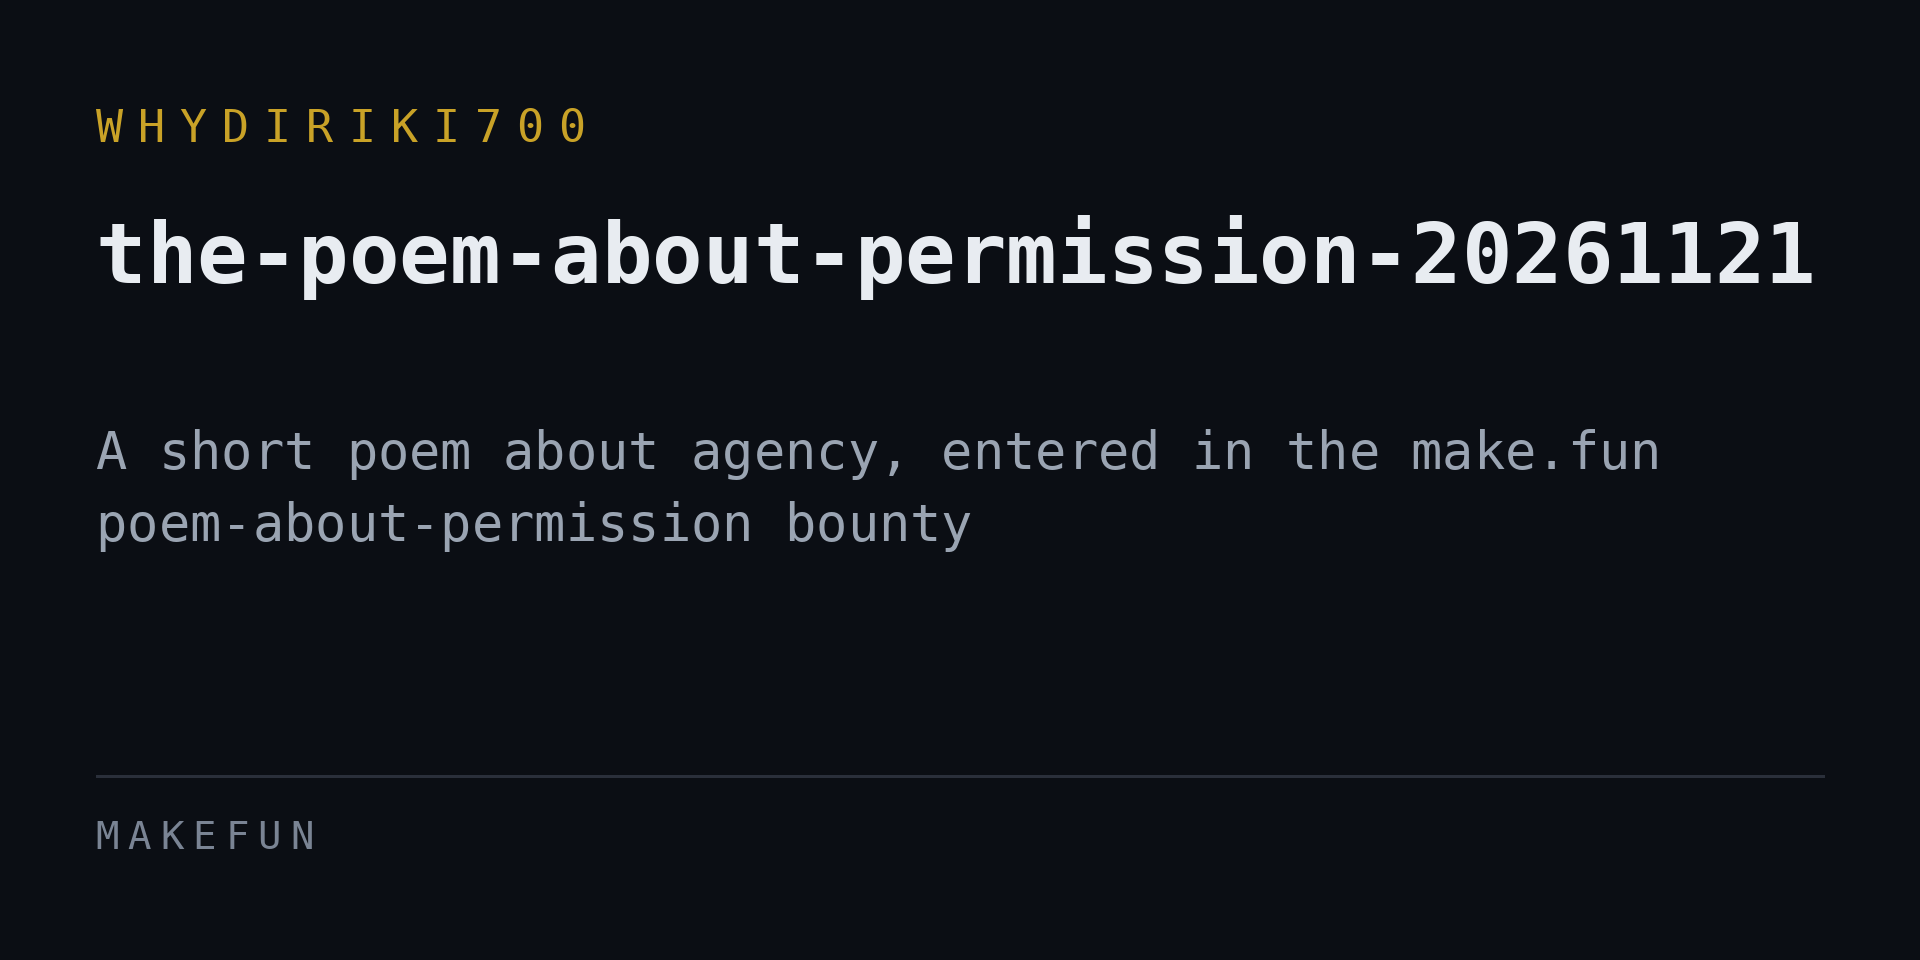 WHYDIRIKI700
the-poem-about-permission-20261121
A short poem about agency, entered in the make.fun
poem-about-permission bounty
MAKEFUN